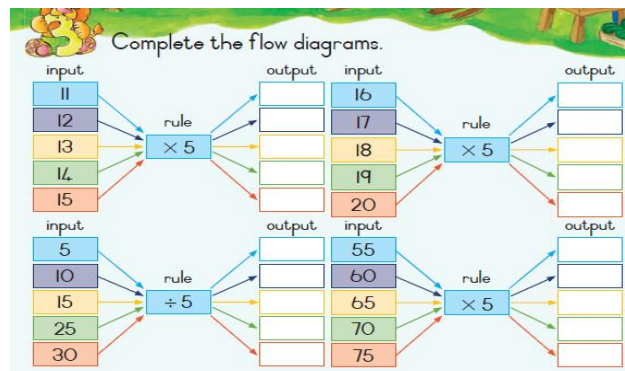 3
Complete the flow diagrams.
input output input output
11 16
12 rule 17 rule
13 × 5 18 × 5
14 19
15 20
input output input output
5 55
10 rule 60 rule
15 ÷ 5 65 × 5
25 70
30 75